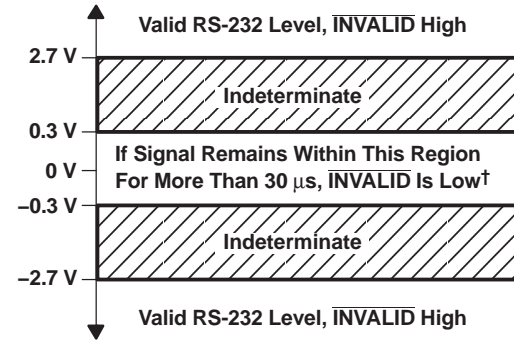 Valid RS-232 Level, INVALID High
2.7 V
Indeterminate
0.3 V
If Signal Remains Within This Region
0 V
For More Than 30 μs, INVALID Is Low†
–0.3 V
Indeterminate
–2.7 V
Valid RS-232 Level, INVALID High